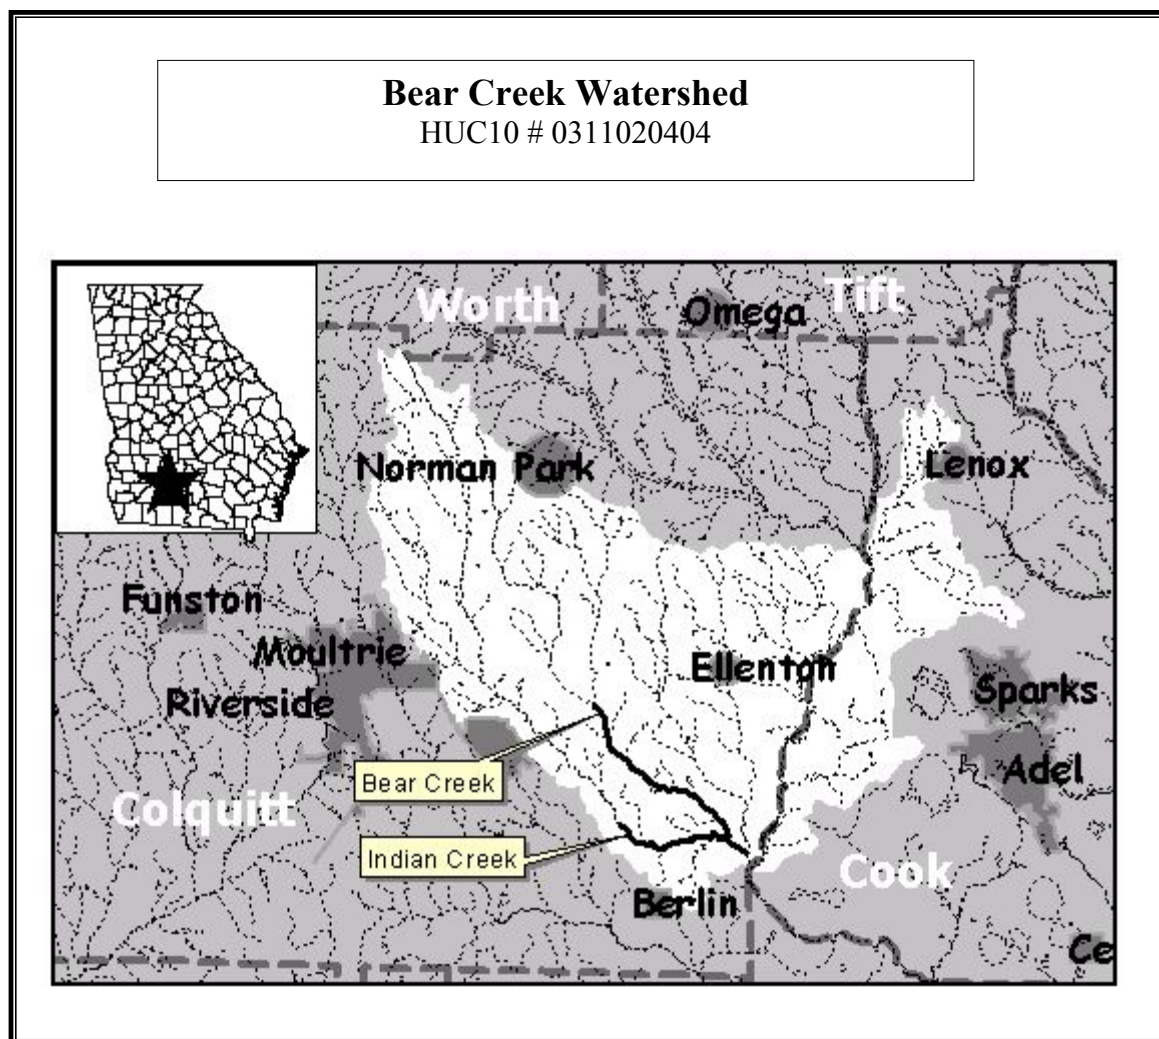 Bear Creek Watershed
HUC10 # 0311020404
Worth
Tift
Omega
Norman Park
Lenox
Funston
Moultrie
Ellenton
Riverside
Sparks
Bear Creek
Adel
Colquitt
Indian Creek
Cook
Berlin
Ce